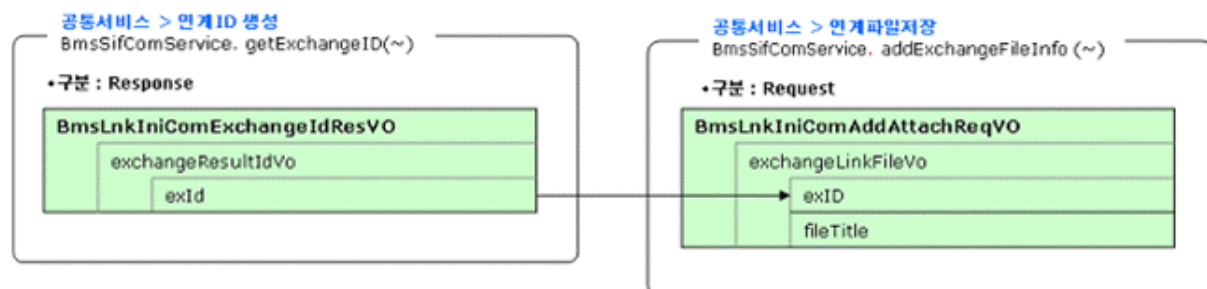 공통서비스 > 연계ID 생성
BmsSifComService. getExchangeID(~)
•구분 : Response
BmsLnkIniComExchangeIdResVO
exchangeResultIdVo
exId
공통서비스 > 연계파일저장
BmsSifComService. addExchangeFileInfo (~)
•구분 : Request
BmsLnkIniComAddAttachReqVO
exchangeLinkFileVo
exID
fileTitle